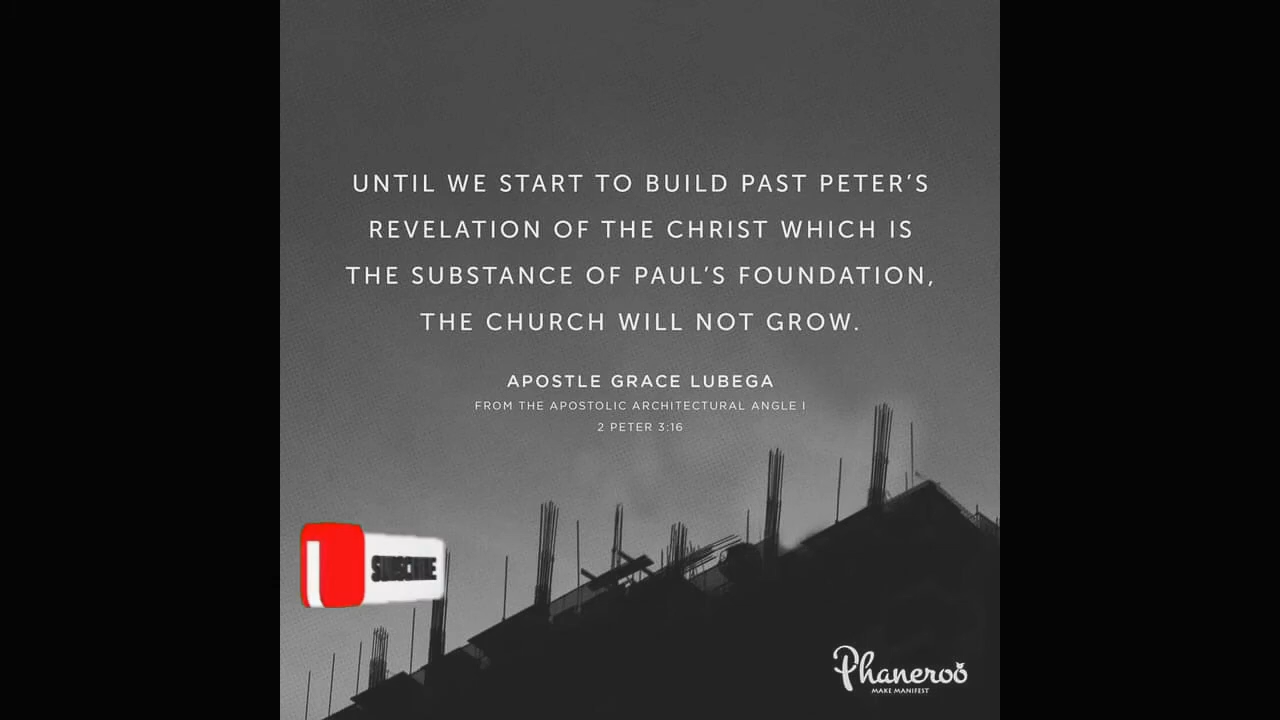 UNTIL WE START TO BUILD PAST PETER'S
REVELATION OF THE CHRIST WHICH IS
THE SUBSTANCE OF PAUL'S FOUNDATION,
THE CHURCH WILL NOT GROW.
APOSTLE GRACE LUBEGA
FROM THE APOSTOLIC ARCHITECTURAL ANGLE I
2 PETER 3:16
Phaneroo
MAKE MANIFEST